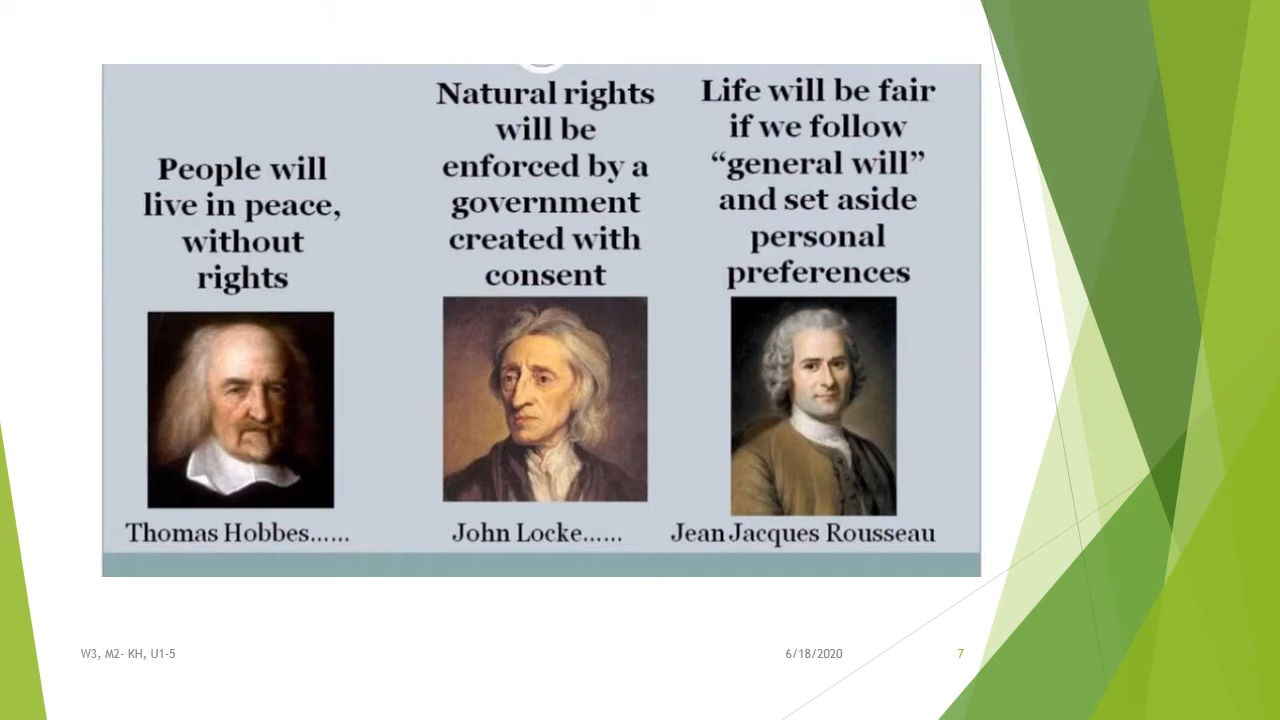 People will
live in peace,
without
rights
Thomas Hobbes......
Natural rights
will be
enforced by a
government
created with
consent
John Locke......
Life will be fair
if we follow
“general will”
and set aside
personal
preferences
Jean Jacques Rousseau
W3, M2- KH, U1-5
6/18/2020
7